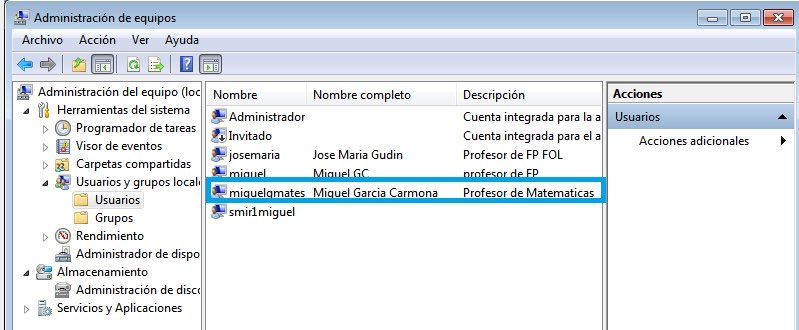 Administración de equipos
Archivo Acción Ver Ayuda
Administración del equipo (loc
Herramientas del sistema
Programador de tareas
Visor de eventos
Carpetas compartidas
Usuarios y grupos locale
Usuarios
Grupos
Rendimiento
Administrador de dispo
Almacenamiento
Administración de disco
Servicios y Aplicaciones
Nombre Nombre completo Descripción
Administrador Cuenta integrada para la a
Invitado Cuenta integrada para el a
josemaria Jose Maria Gudin Profesor de FP FOL
miguel Miguel GC profesor de FP
miguelgmates Miguel Garcia Carmona Profesor de Matematicas
smir1miguel
Acciones
Usuarios
Acciones adicionales